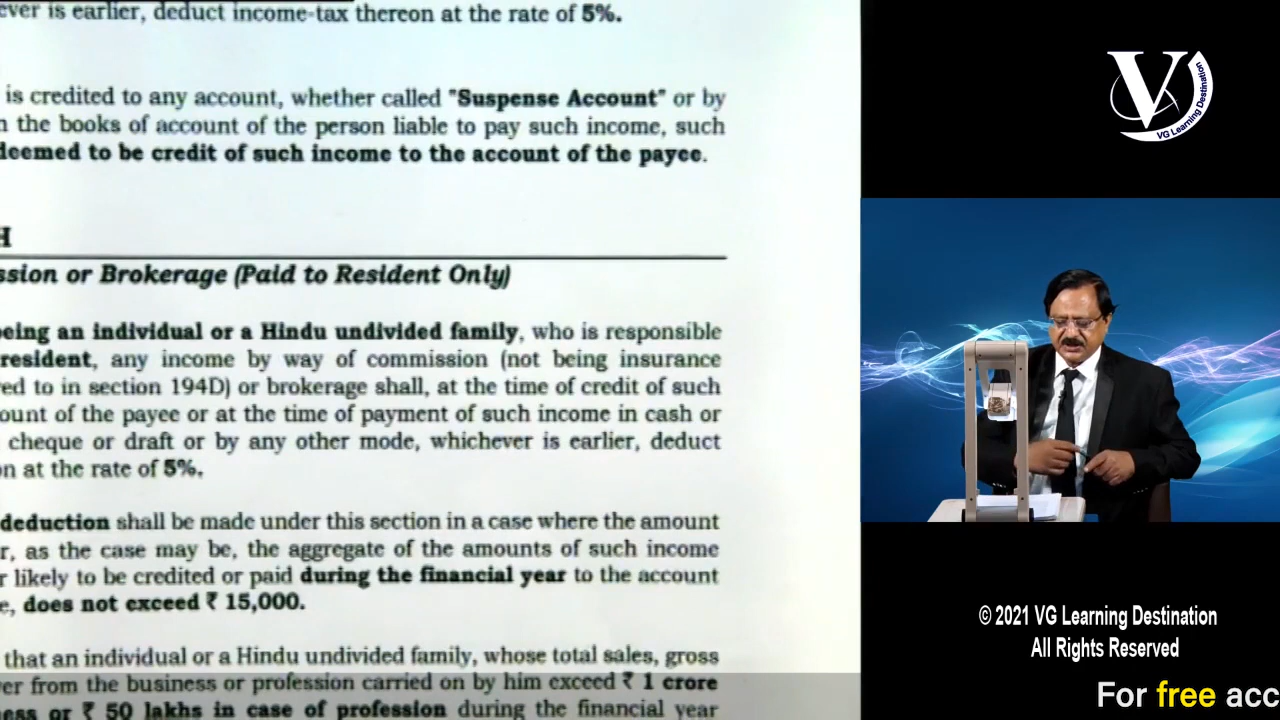 ever is earlier, deduct income-tax thereon at the rate of 5%.
is credited to any account, whether called "Suspense Account" or by
n the books of account of the person liable to pay such income, such
deemed to be credit of such income to the account of the payee.
H
ssion or Brokerage (Paid to Resident Only)
being an individual or a Hindu undivided family, who is responsible
resident, any income by way of commission (not being insurance
red to in section 194D) or brokerage shall, at the time of credit of such
ount of the payee or at the time of payment of such income in cash or
cheque or draft or by any other mode, whichever is earlier, deduct
n at the rate of 5%.
deduction shall be made under this section in a case where the amount
r, as the case may be, the aggregate of the amounts of such income
r likely to be credited or paid during the financial year to the account
e, does not exceed ₹ 15,000.
that an individual or a Hindu undivided family, whose total sales, gross
ver from the business or profession carried on by him exceed ₹ 1 crore
ness or ₹ 50 lakhs in case of profession during the financial year
V
VG Learning Destination
© 2021 VG Learning Destination
All Rights Reserved
For free acc